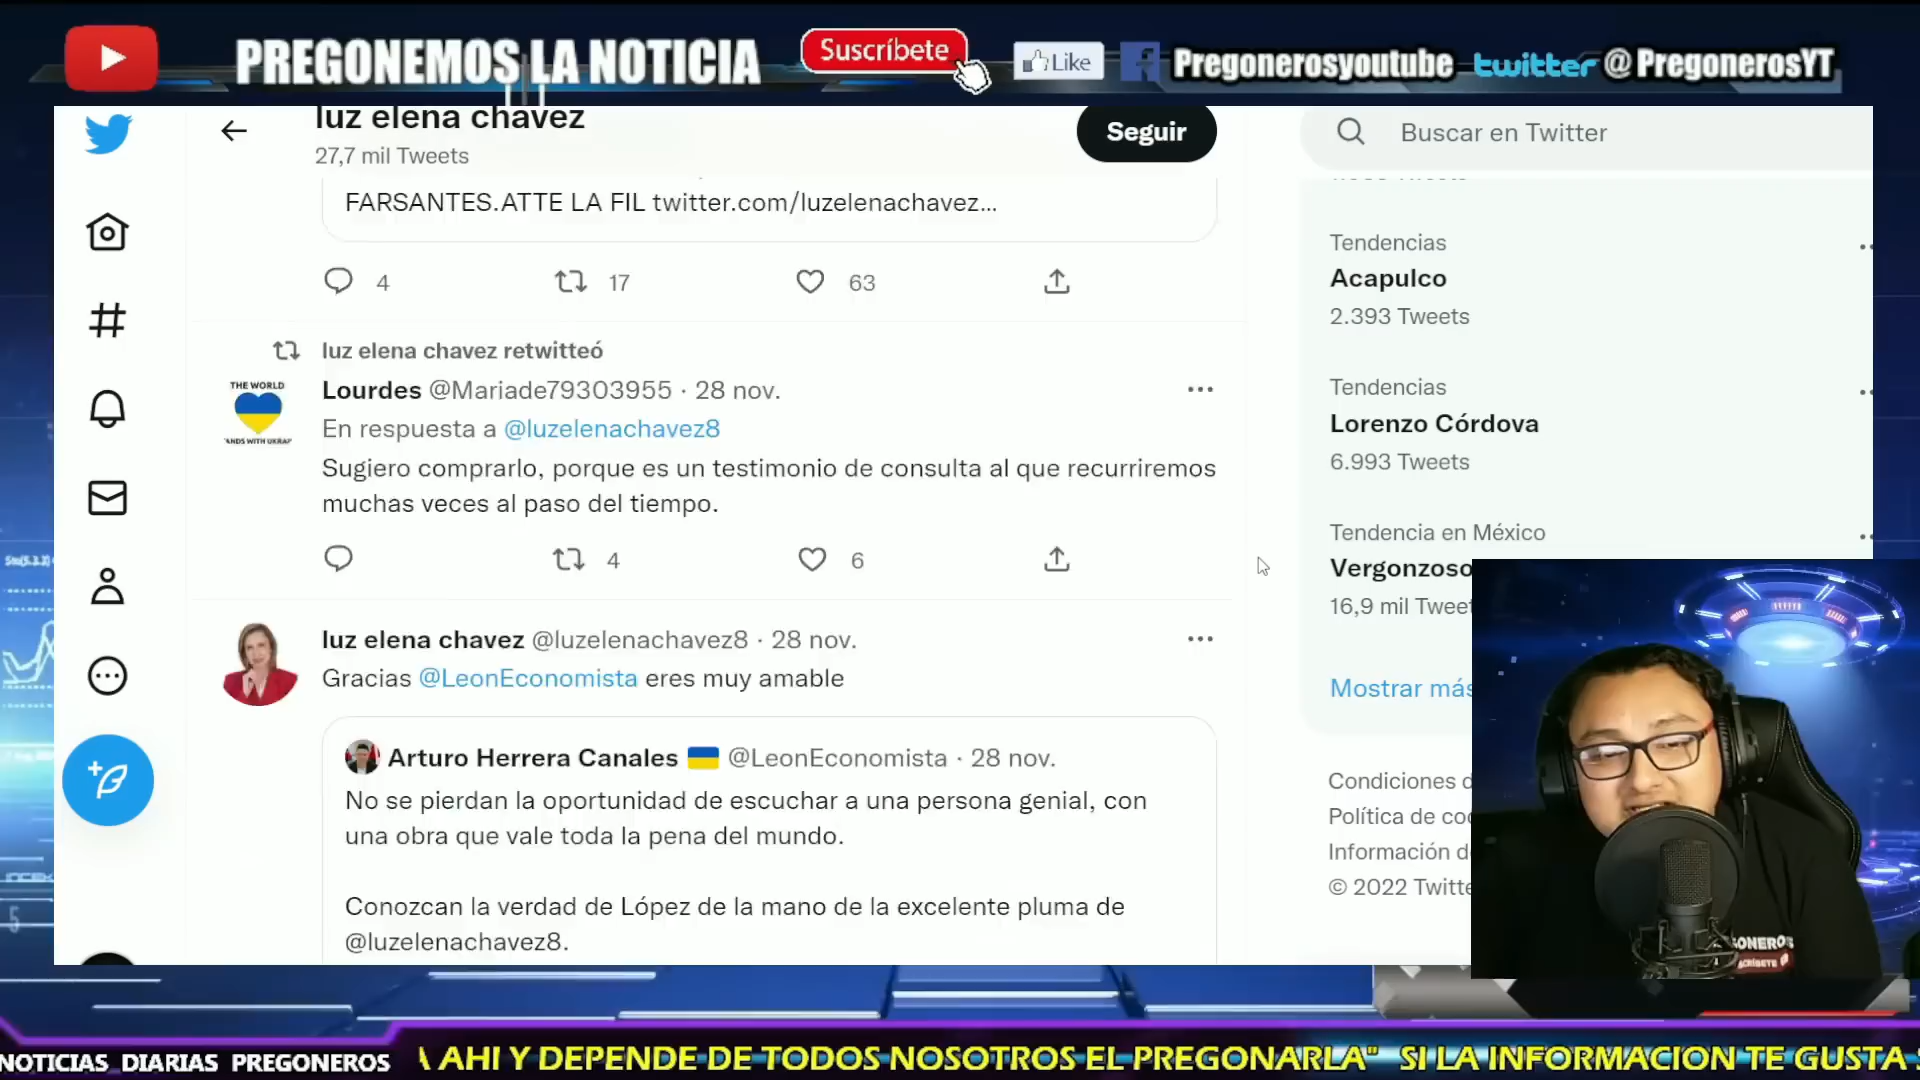 PREGONEMOS LA NOTICIA
Suscríbete
Like
Pregonerosyoutube
twitter @PregonerosYT
luz elena chavez
27,7 mil Tweets
Seguir
Buscar en Twitter
FARSANTES.ATTE LA FIL twitter.com/luzelenachavez...
4 17 63
luz elena chavez retwitteó
THE WORLD
Lourdes @Mariade79303955 · 28 nov.
En respuesta a @luzelenachavez8
Sugiero comprarlo, porque es un testimonio de consulta al que recurriremos
muchas veces al paso del tiempo.
4 6
luz elena chavez @luzelenachavez8 · 28 nov.
Gracias @LeonEconomista eres muy amable
Arturo Herrera Canales @LeonEconomista · 28 nov.
No se pierdan la oportunidad de escuchar a una persona genial, con
una obra que vale toda la pena del mundo.
Conozcan la verdad de López de la mano de la excelente pluma de
@luzelenachavez8.
Tendencias
Acapulco
2.393 Tweets
Tendencias
Lorenzo Córdova
6.993 Tweets
Tendencia en México
Vergonzoso
16,9 mil Tweet
Mostrar más
Condiciones d
Política de coo
Información d
© 2022 Twitte
NOTICIAS DIARIAS PREGONEROS
AHI Y DEPENDE DE TODOS NOSOTROS EL PREGONARLA" SI LA INFORMACION TE GUSTA